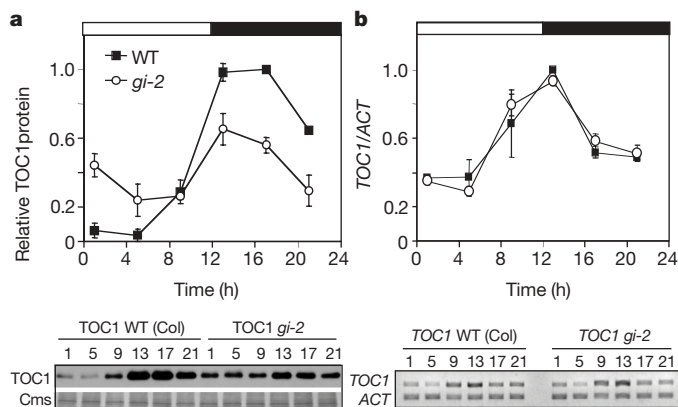 a
WT
gi-2
Relative TOC1 protein
1.0
0.6
0.2
0
0 4 8 12 16 20 24
Time (h)
TOC1 WT (Col) TOC1 gi-2
1 5 9 13 17 21 1 5 9 13 17 21
TOC1
Cms
b
TOC1/ACT
1.0
0.6
0.2
0
0 4 8 12 16 20 24
Time (h)
TOC1 WT (Col) TOC1 gi-2
1 5 9 13 17 21 1 5 9 13 17 21
TOC1
ACT